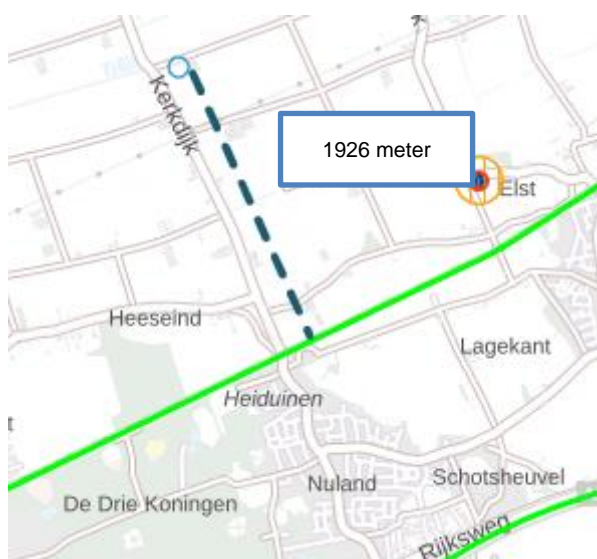 Kerkdijk
1926 meter
Elst
Heeseind
Lagekant
Heiduinen
Nuland
Schotsheuvel
De Drie Koningen
Rijksweg